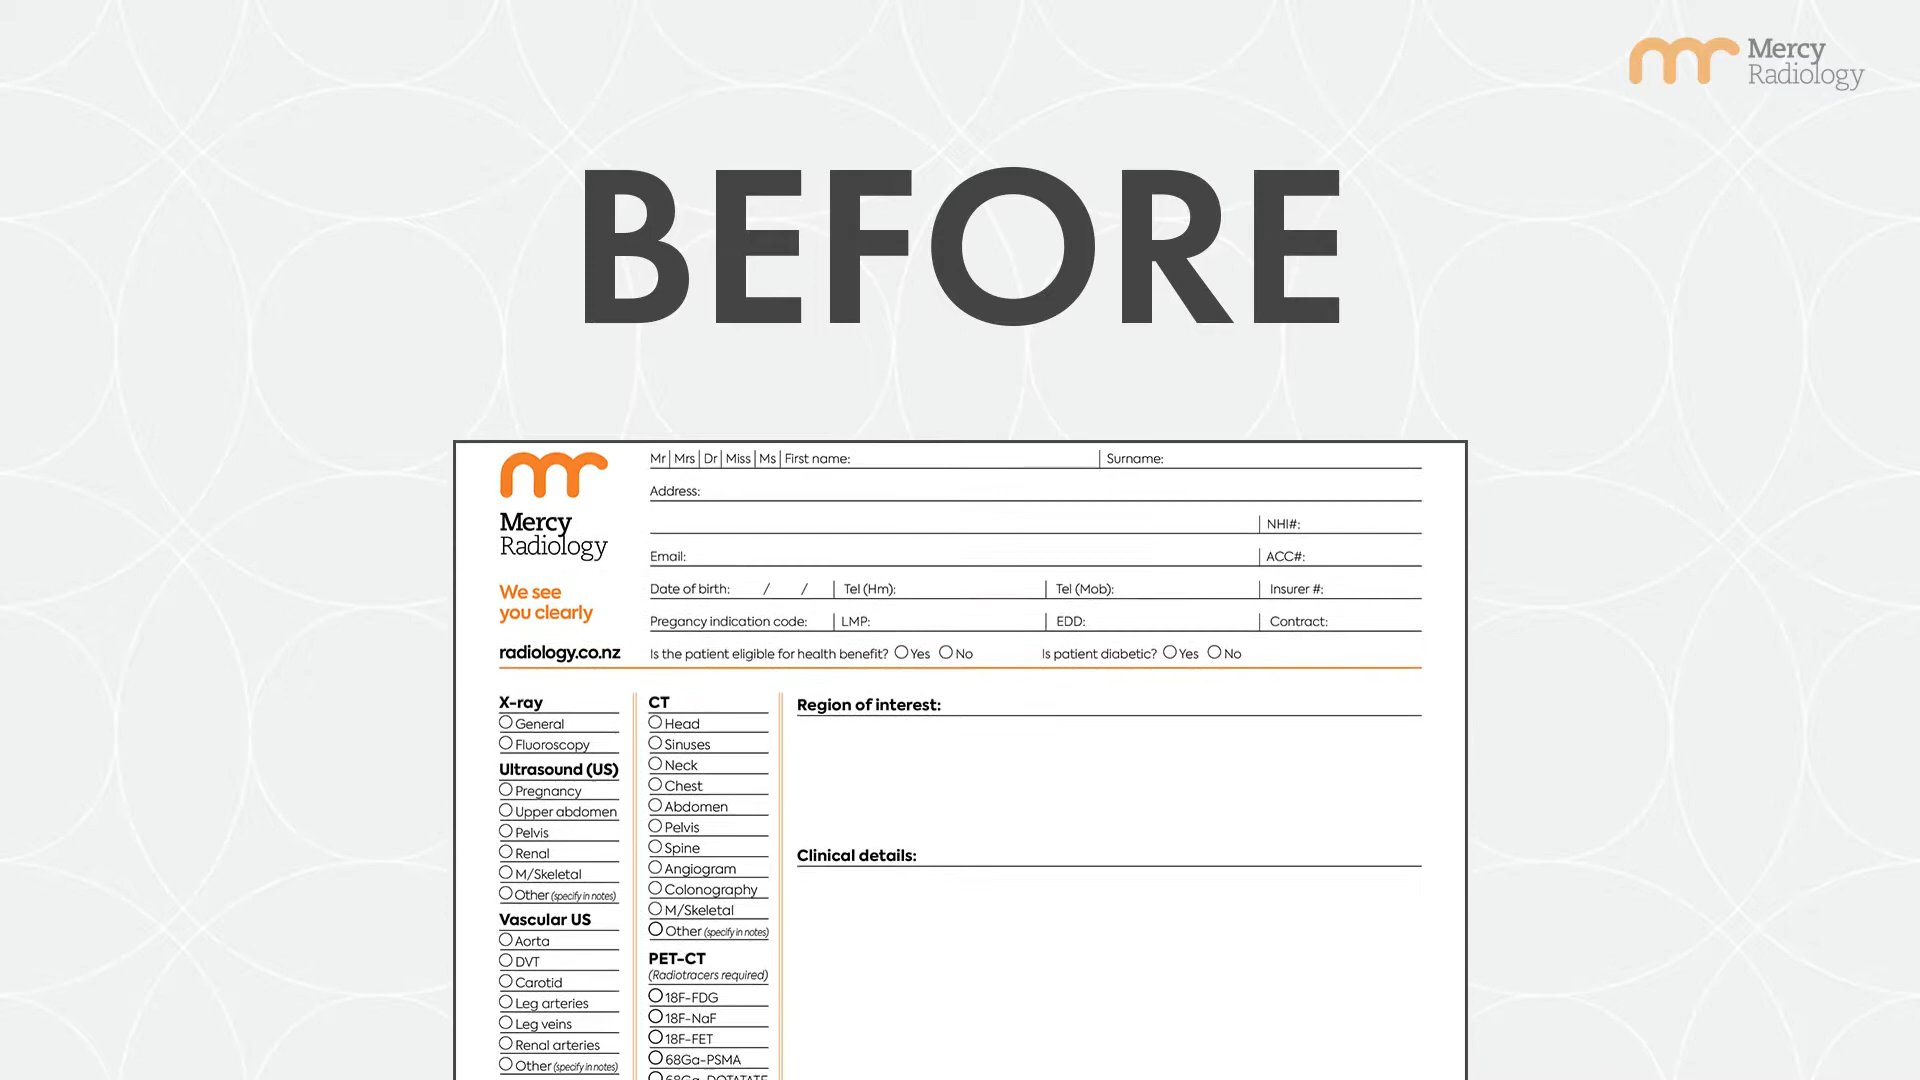 Mercy
Radiology
BEFORE
Mercy
Radiology
We see
you clearly
radiology.co.nz
Mr | Mrs | Dr | Miss | Ms | First name: | Surname:
Address:
NHI#:
Email: | ACC#:
Date of birth: / / | Tel (Hm): | Tel (Mob): | Insurer #:
Pregancy indication code: | LMP: | EDD: | Contract:
Is the patient eligible for health benefit? Yes No Is patient diabetic? Yes No
X-ray
General
Fluoroscopy
Ultrasound (US)
Pregnancy
Upper abdomen
Pelvis
Renal
M/Skeletal
Other (specify in notes)
Vascular US
Aorta
DVT
Carotid
Leg arteries
Leg veins
Renal arteries
Other (specify in notes)
CT
Head
Sinuses
Neck
Chest
Abdomen
Pelvis
Spine
Angiogram
Colonography
M/Skeletal
Other (specify in notes)
PET-CT
(Radiotracers required)
18F-FDG
18F-NaF
18F-FET
68Ga-PSMA
68Ga-DOTATATE
Region of interest:
Clinical details: